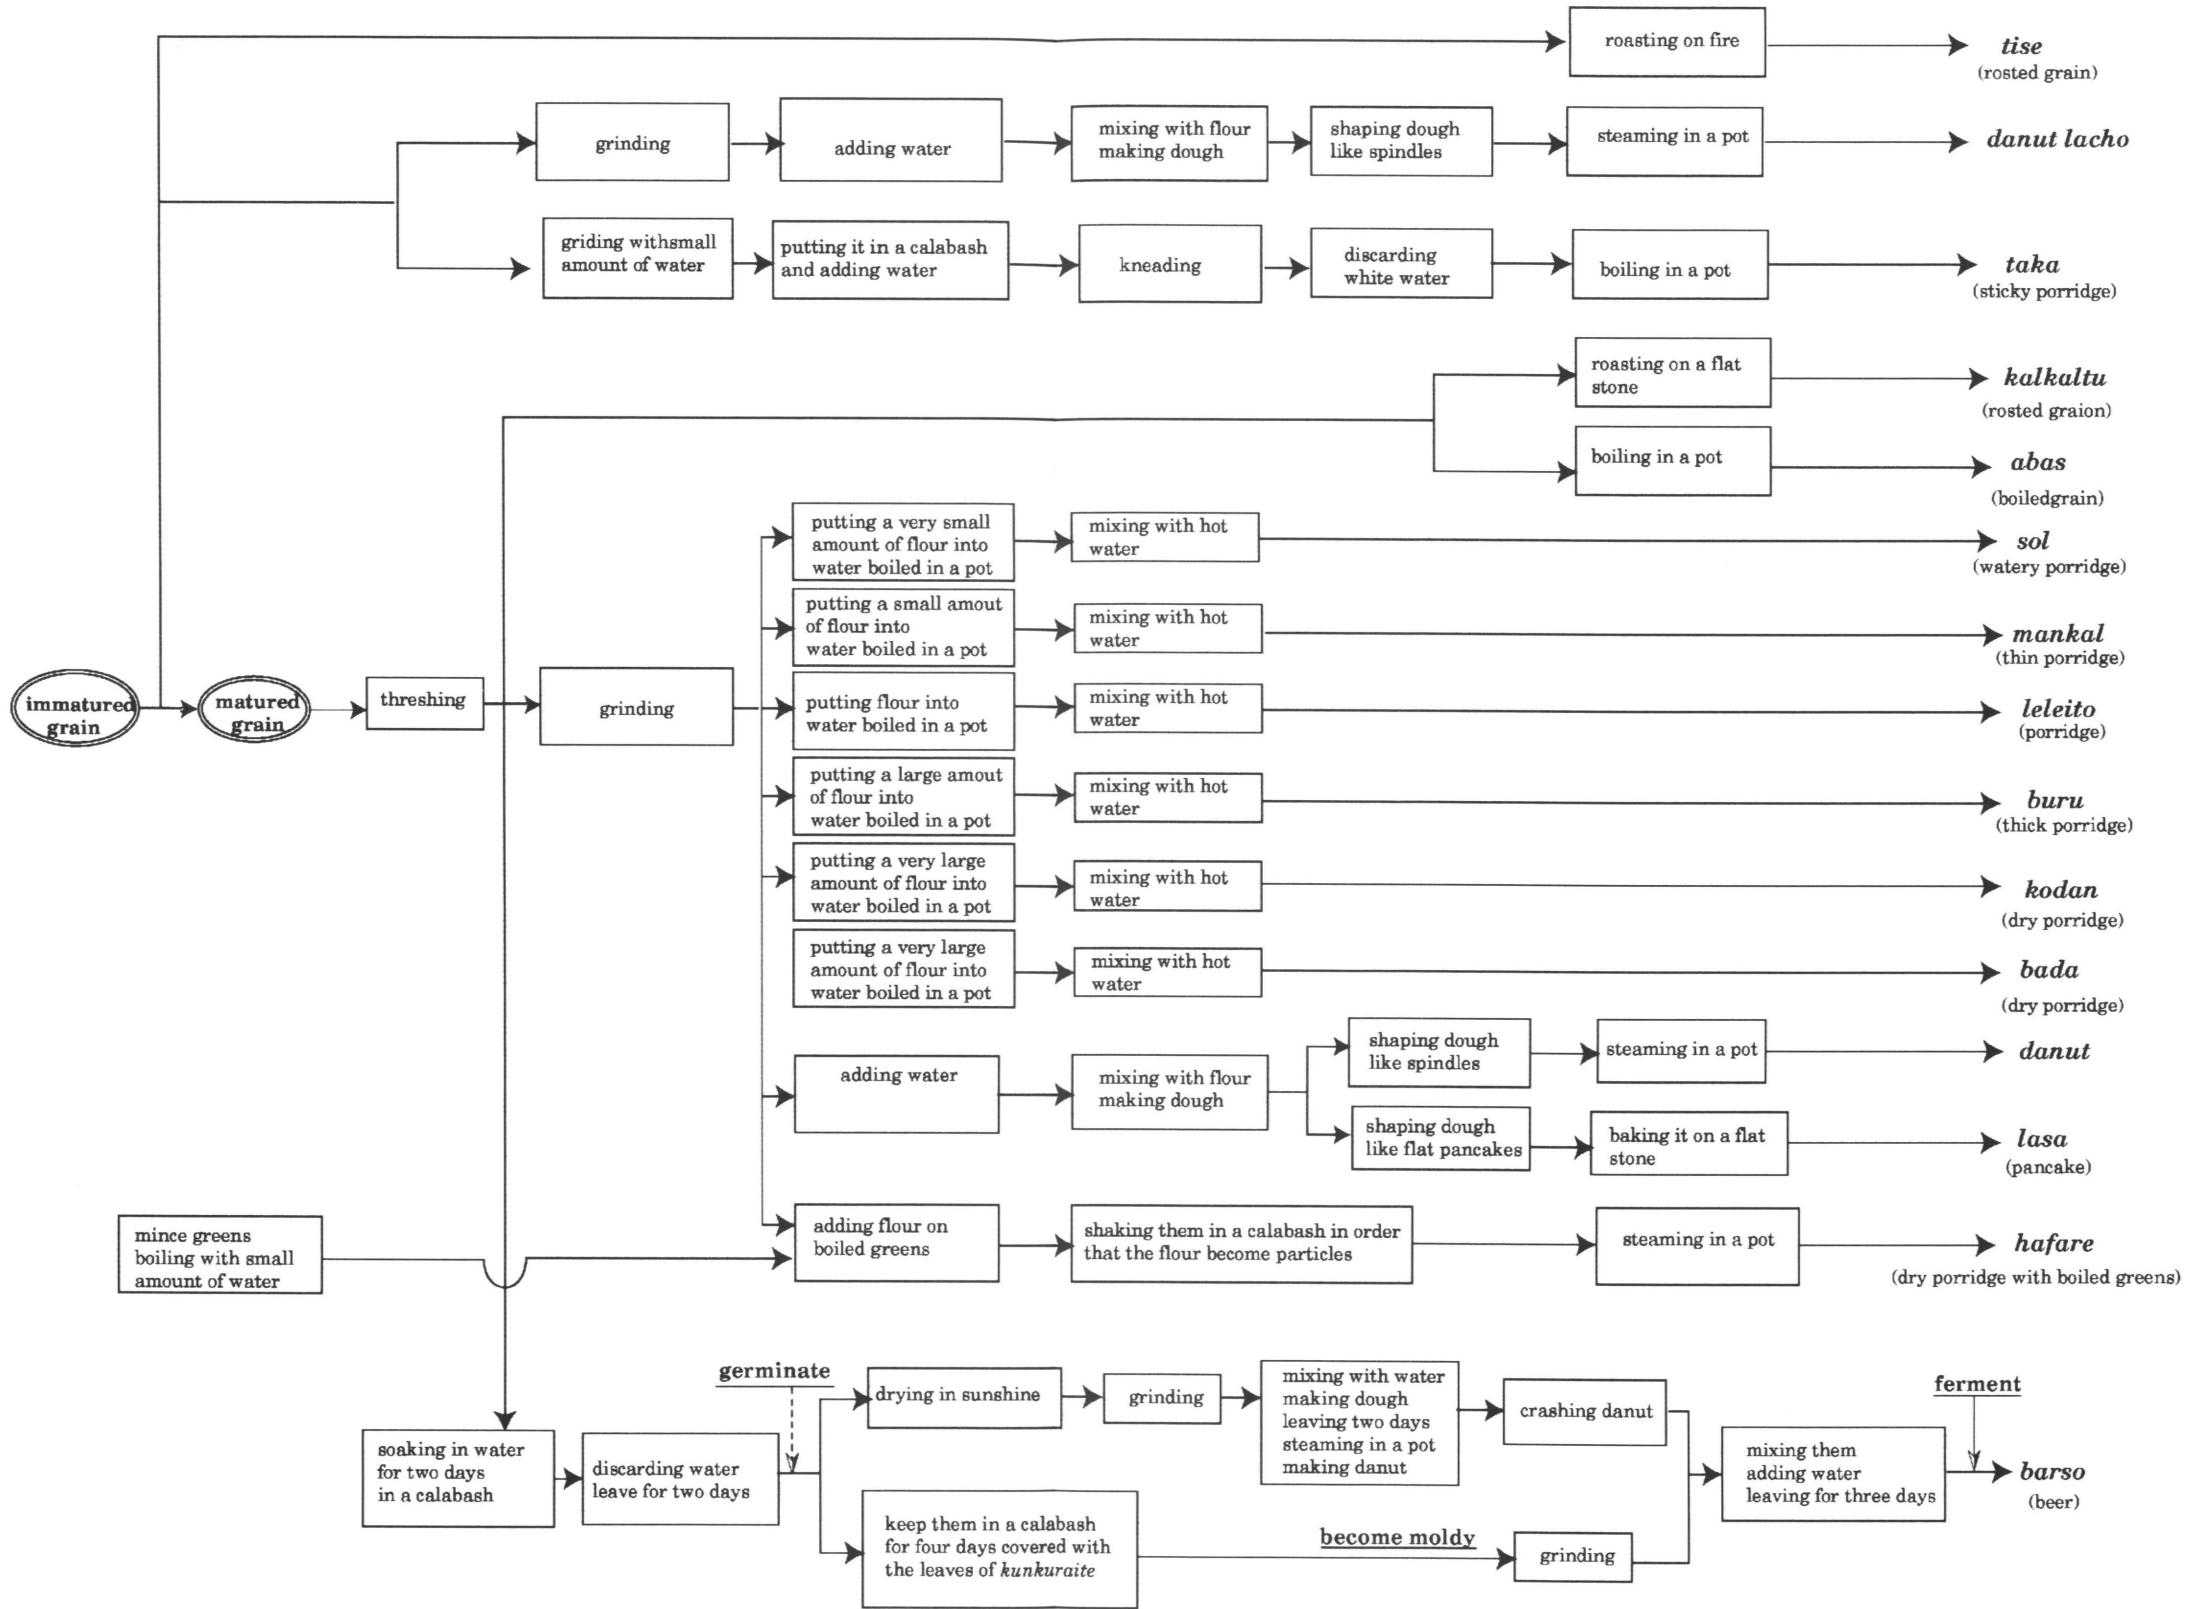 roasting on fire
tise
(rosted grain)
grinding
adding water
mixing with flour
making dough
shaping dough
like spindles
steaming in a pot
danut lacho
griding withsmall
amount of water
putting it in a calabash
and adding water
kneading
discarding
white water
boiling in a pot
taka
(sticky porridge)
roasting on a flat
stone
kalkaltu
(rosted graion)
boiling in a pot
abas
(boiledgrain)
putting a very small
amount of flour into
water boiled in a pot
mixing with hot
water
sol
(watery porridge)
putting a small amout
of flour into
water boiled in a pot
mixing with hot
water
mankal
(thin porridge)
immatured
grain
matured
grain
threshing
grinding
putting flour into
water boiled in a pot
mixing with hot
water
leleito
(porridge)
putting a large amout
of flour into
water boiled in a pot
mixing with hot
water
buru
(thick porridge)
putting a very large
amount of flour into
water boiled in a pot
mixing with hot
water
kodan
(dry porridge)
putting a very large
amount of flour into
water boiled in a pot
mixing with hot
water
bada
(dry porridge)
adding water
mixing with flour
making dough
shaping dough
like spindles
steaming in a pot
danut
shaping dough
like flat pancakes
baking it on a flat
stone
lasa
(pancake)
mince greens
boiling with small
amount of water
adding flour on
boiled greens
shaking them in a calabash in order
that the flour become particles
steaming in a pot
hafare
(dry porridge with boiled greens)
soaking in water
for two days
in a calabash
discarding water
leave for two days
germinate
drying in sunshine
grinding
mixing with water
making dough
leaving two days
steaming in a pot
making danut
crashing danut
keep them in a calabash
for four days covered with
the leaves of kunkuraite
become moldy
grinding
mixing them
adding water
leaving for three days
ferment
barso
(beer)